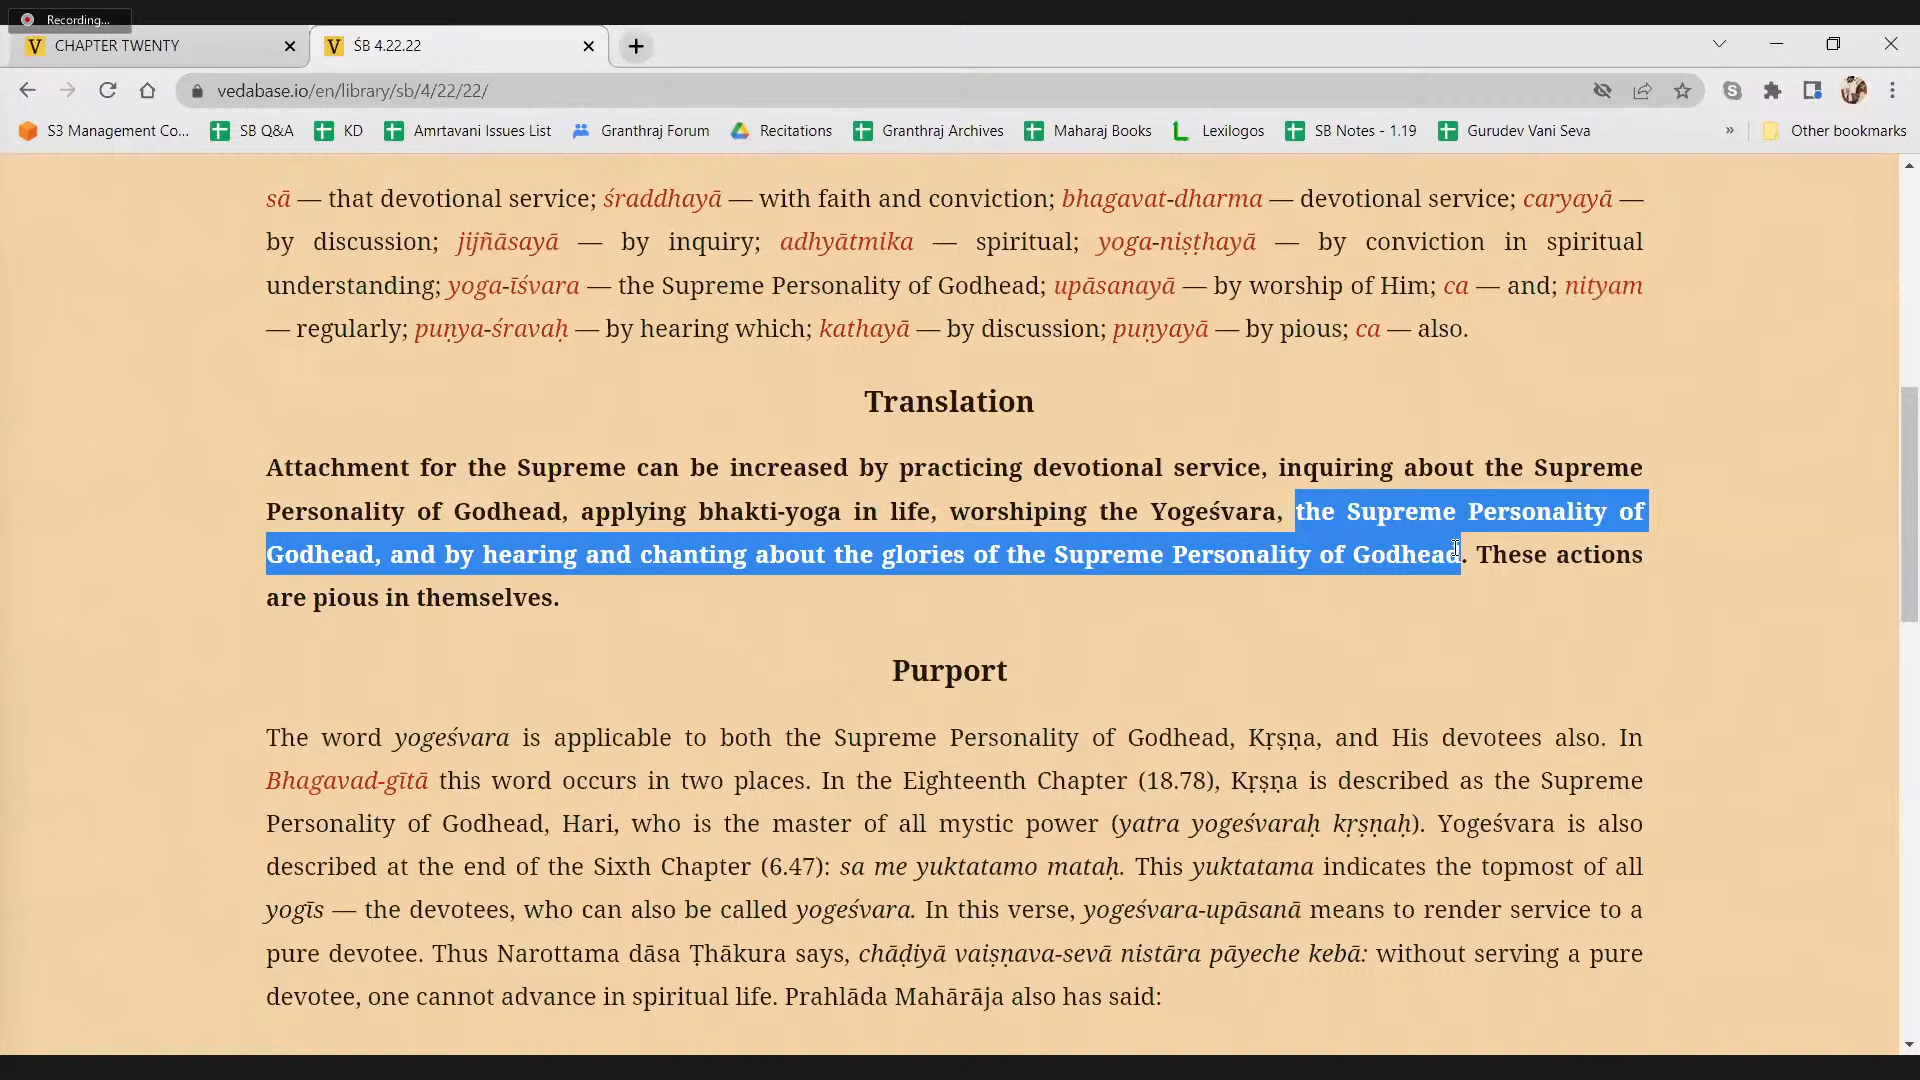 Recording...
CHAPTER TWENTY
ŚB 4.22.22
vedabase.io/en/library/sb/4/22/22/
S3 Management Co... SB Q&A KD Amrtavani Issues List Granthraj Forum Recitations Granthraj Archives Maharaj Books Lexilogos SB Notes - 1.19 Gurudev Vani Seva » Other bookmarks
sā — that devotional service; śraddhayā — with faith and conviction; bhagavat-dharma — devotional service; caryayā —
by discussion; jijñāsayā — by inquiry; adhyātmika — spiritual; yoga-niṣṭhayā — by conviction in spiritual
understanding; yoga-īśvara — the Supreme Personality of Godhead; upāsanayā — by worship of Him; ca — and; nityam
— regularly; puṇya-śravaḥ — by hearing which; kathayā — by discussion; puṇyayā — by pious; ca — also.
Translation
Attachment for the Supreme can be increased by practicing devotional service, inquiring about the Supreme
Personality of Godhead, applying bhakti-yoga in life, worshiping the Yogeśvara, the Supreme Personality of
Godhead, and by hearing and chanting about the glories of the Supreme Personality of Godhead. These actions
are pious in themselves.
Purport
The word yogeśvara is applicable to both the Supreme Personality of Godhead, Kṛṣṇa, and His devotees also. In
Bhagavad-gītā this word occurs in two places. In the Eighteenth Chapter (18.78), Kṛṣṇa is described as the Supreme
Personality of Godhead, Hari, who is the master of all mystic power (yatra yogeśvaraḥ kṛṣṇaḥ). Yogeśvara is also
described at the end of the Sixth Chapter (6.47): sa me yuktatamo mataḥ. This yuktatama indicates the topmost of all
yogīs — the devotees, who can also be called yogeśvara. In this verse, yogeśvara-upāsanā means to render service to a
pure devotee. Thus Narottama dāsa Ṭhākura says, chāḍiyā vaiṣṇava-sevā nistāra pāyeche kebā: without serving a pure
devotee, one cannot advance in spiritual life. Prahlāda Mahārāja also has said: